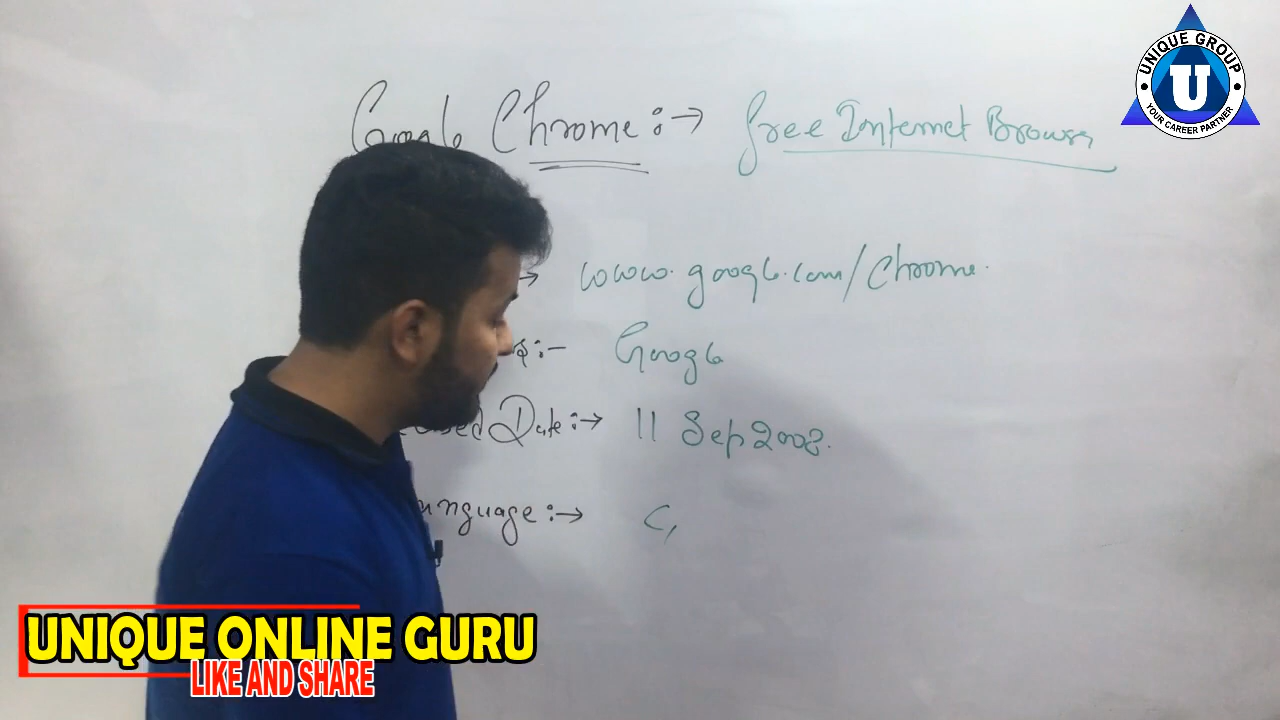 UNIQUE GROUP
U
YOUR CAREER PARTNER
Google Chrome :→ free Internet Browser
→ www.google.com/Chrome.
:- Google
Date :→ 11 Sep 2008.
anguage :→ C,
UNIQUE ONLINE GURU
LIKE AND SHARE